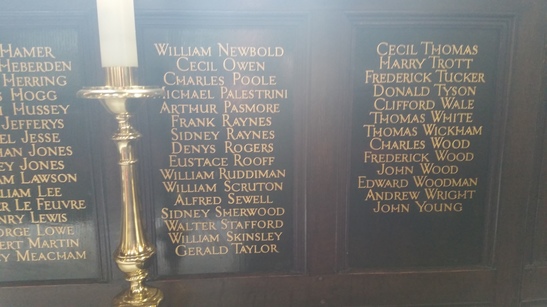 HAMER
HEBERDEN
HERRING
HOGG
HUSSEY
JEFFERYS
JESSE
JONES
JONES
LAWSON
LEE
LE FEUVRE
LEWIS
LOWE
MARTIN
MEACHAM
WILLIAM NEWBOLD
CECIL OWEN
CHARLES POOLE
MICHAEL PALESTRINI
ARTHUR PASMORE
FRANK RAYNES
SIDNEY RAYNES
DENYS ROGERS
EUSTACE ROOFF
WILLIAM RUDDIMAN
WILLIAM SCRUTON
ALFRED SEWELL
SIDNEY SHERWOOD
WALTER STAFFORD
WILLIAM SKINSLEY
GERALD TAYLOR
CECIL THOMAS
HARRY TROTT
FREDERICK TUCKER
DONALD TYSON
CLIFFORD WALE
THOMAS WHITE
THOMAS WICKHAM
CHARLES WOOD
FREDERICK WOOD
JOHN WOOD
EDWARD WOODMAN
ANDREW WRIGHT
JOHN YOUNG